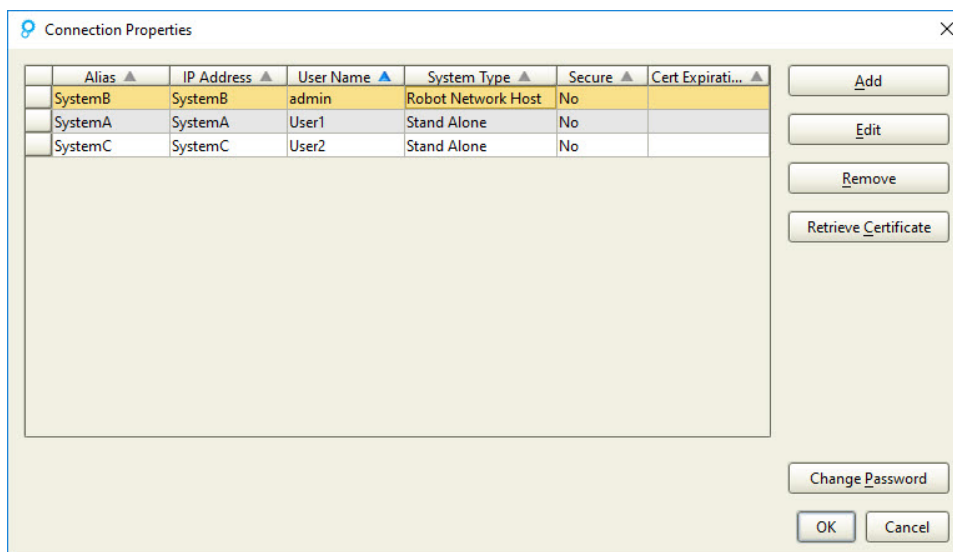 Connection Properties
Alias IP Address User Name System Type Secure Cert Expirati...
SystemB SystemB admin Robot Network Host No
SystemA SystemA User1 Stand Alone No
SystemC SystemC User2 Stand Alone No
Add
Edit
Remove
Retrieve Certificate
Change Password
OK Cancel